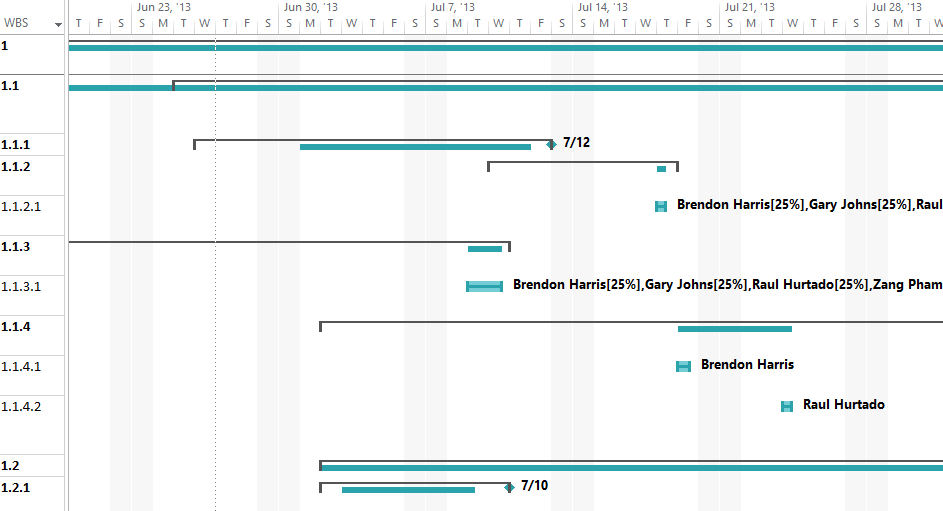 Jun 23, '13 Jun 30, '13 Jul 7, '13 Jul 14, '13 Jul 21, '13 Jul 28, '13
WBS T F S S M T W T F S S M T W T F S S M T W T F S S M T W T F S S M T W T F S S M T W
1
1.1
1.1.1 7/12
1.1.2
1.1.2.1 Brendon Harris[25%],Gary Johns[25%],Raul
1.1.3
1.1.3.1 Brendon Harris[25%],Gary Johns[25%],Raul Hurtado[25%],Zang Pham
1.1.4
1.1.4.1 Brendon Harris
1.1.4.2 Raul Hurtado
1.2
1.2.1 7/10